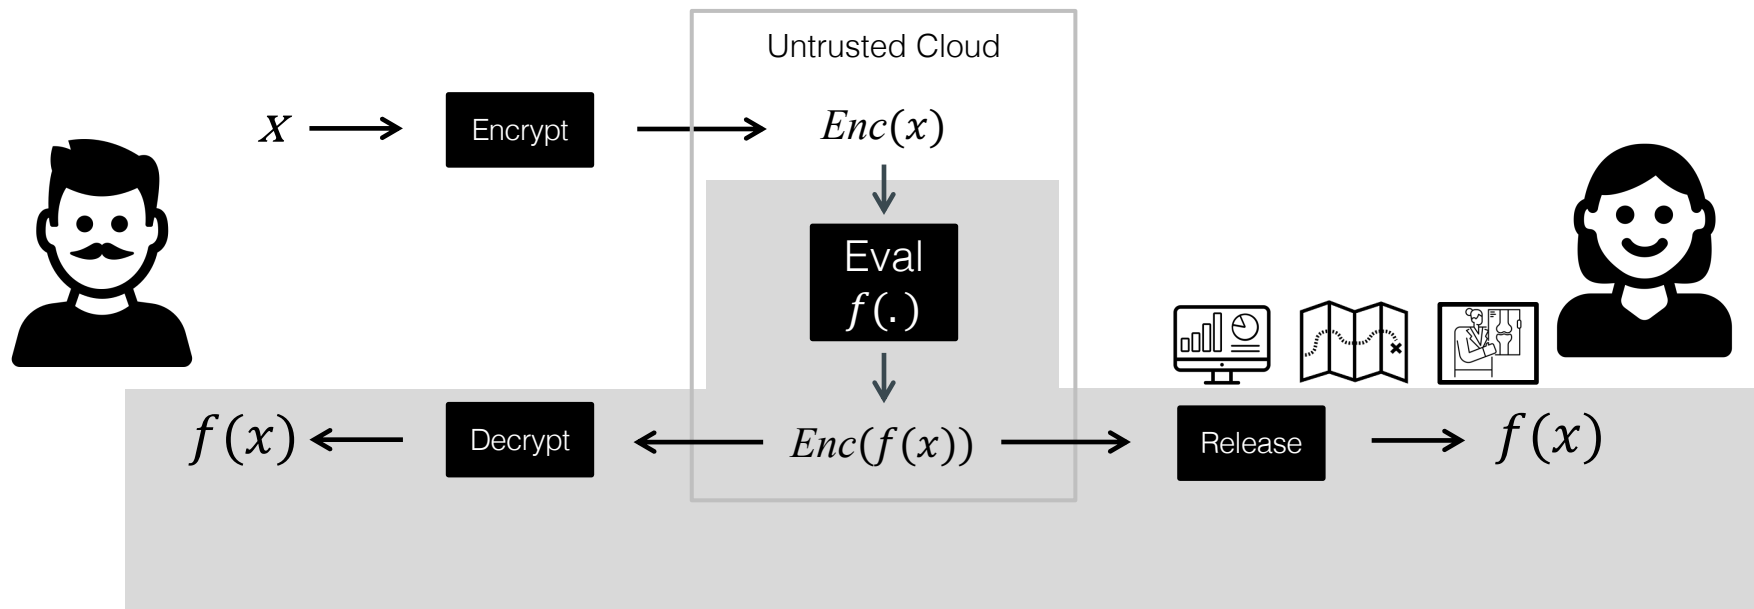 Untrusted Cloud
x
Encrypt
Enc(x)
Eval
f(.)
f(x)
Decrypt
Enc(f(x))
Release
f(x)